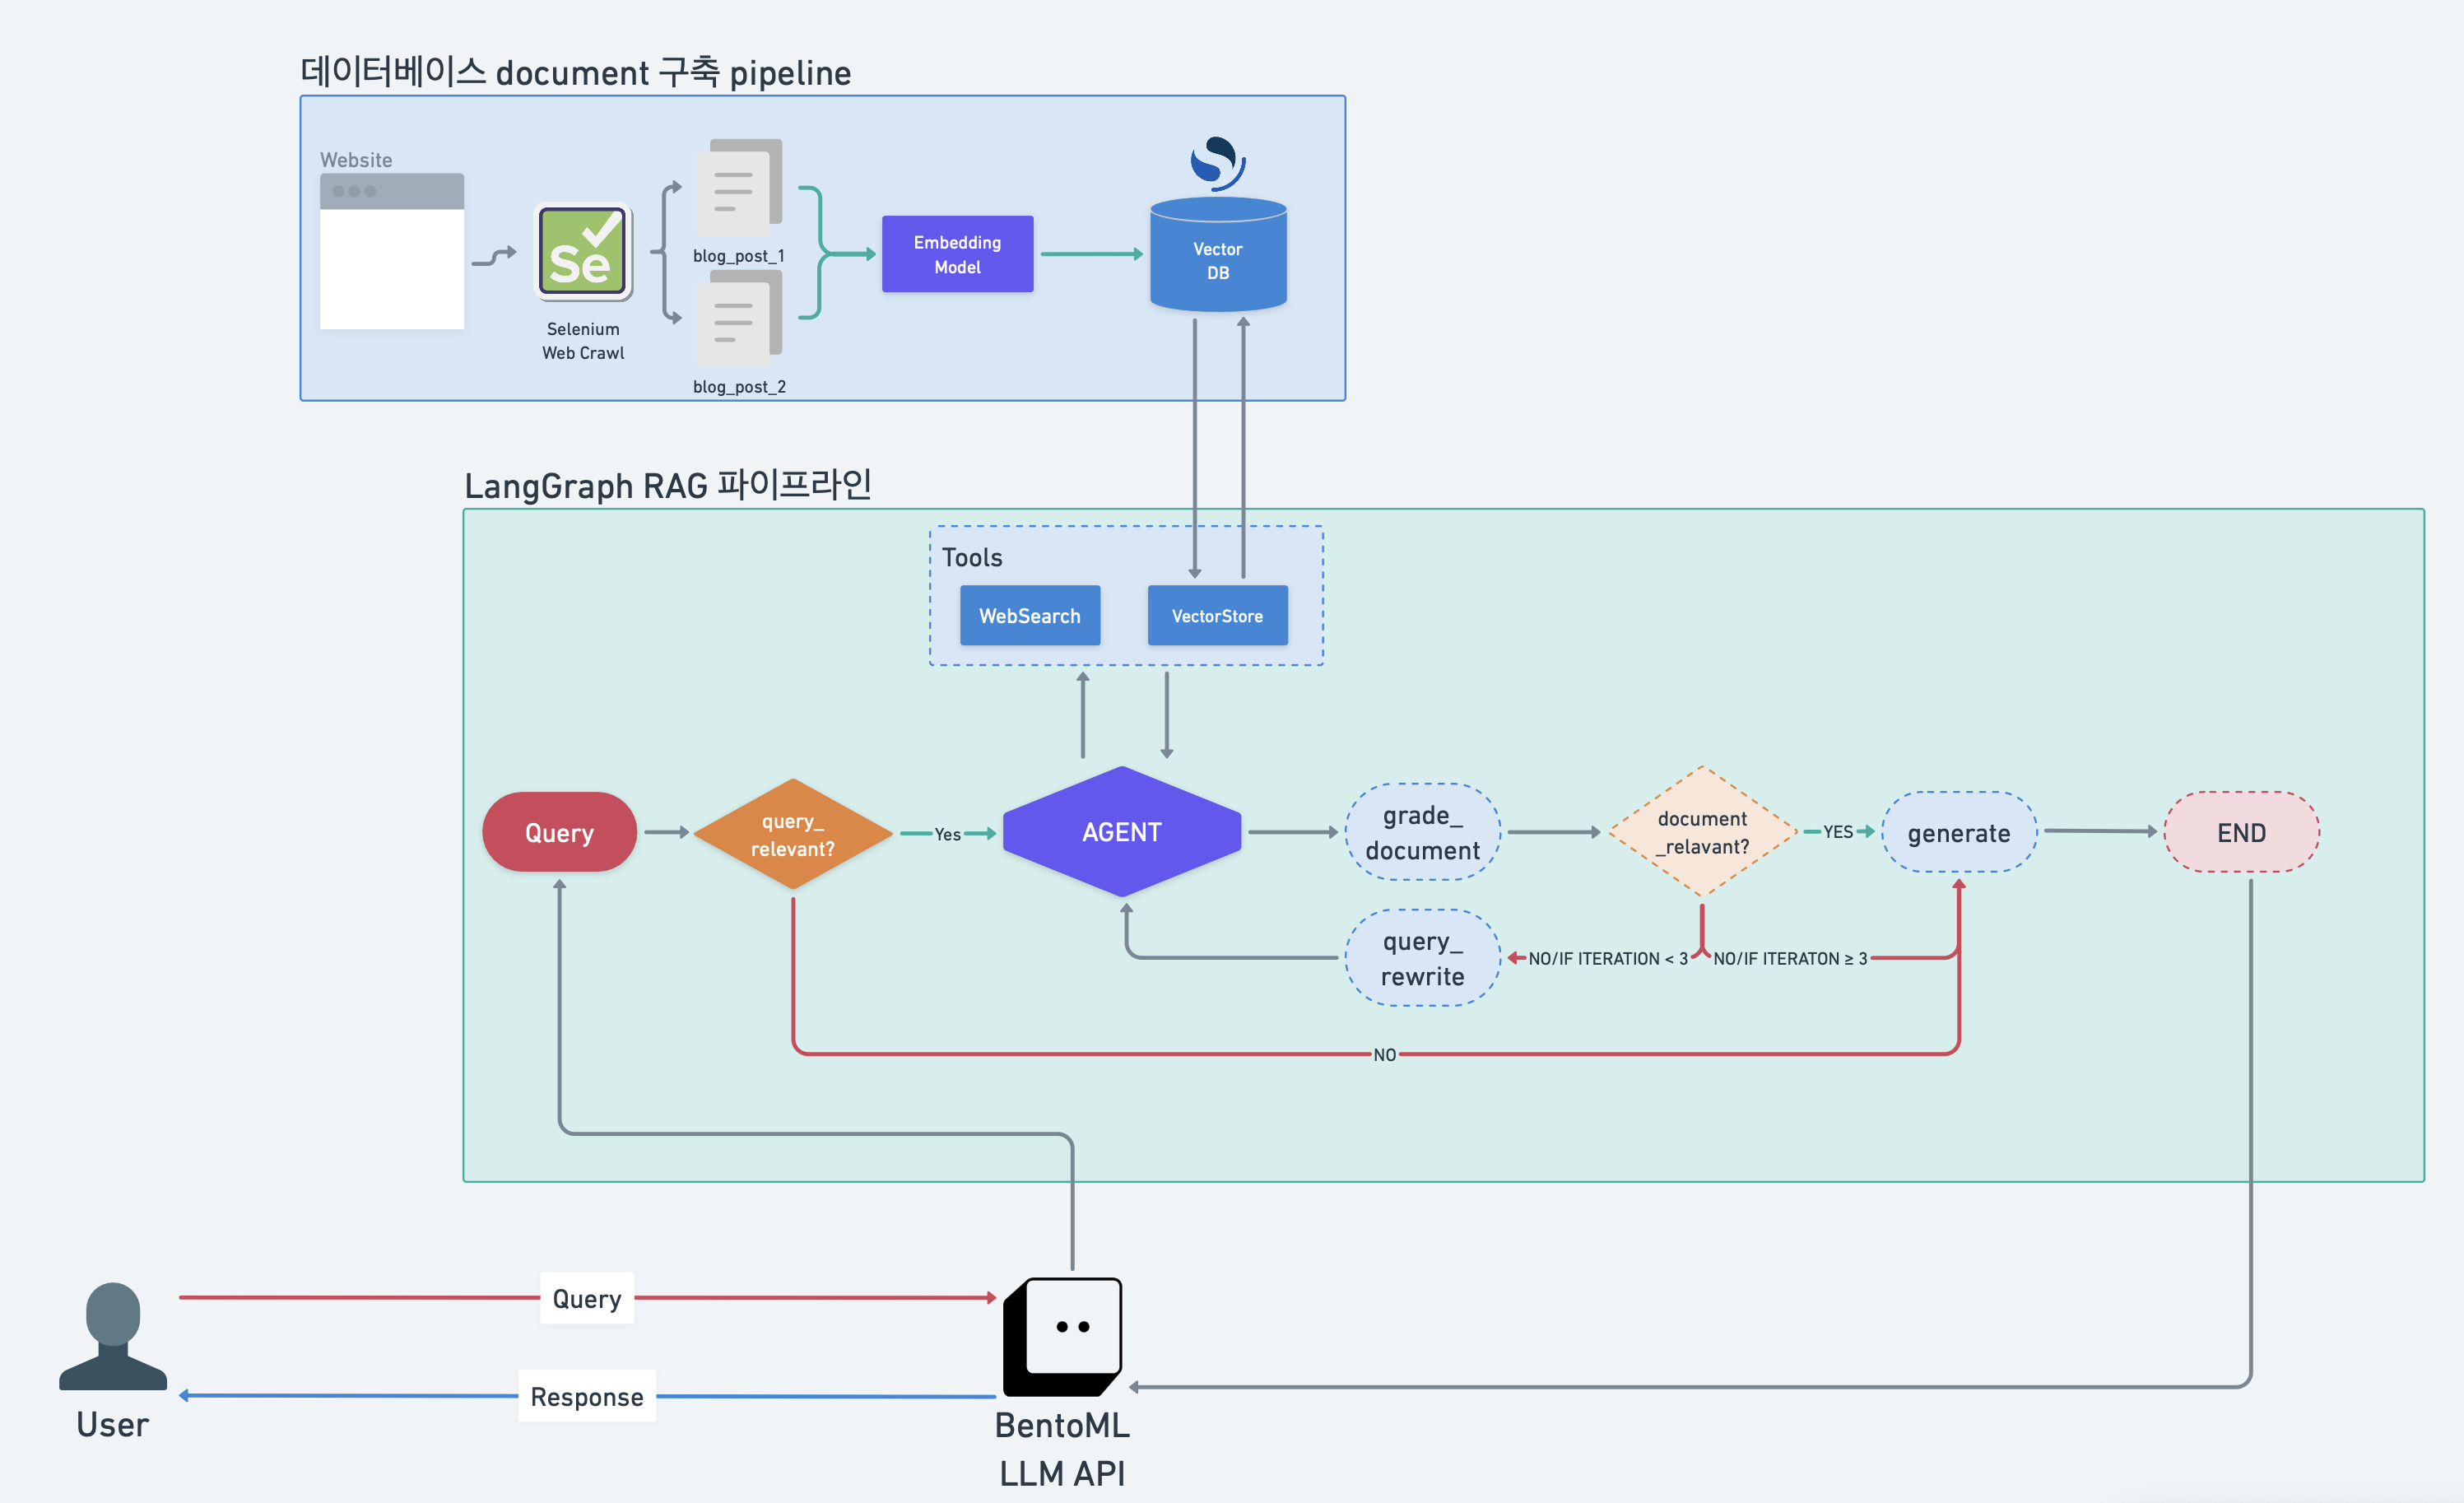 데이터베이스 document 구축 pipeline
Website
Se
Selenium
Web Crawl
blog_post_1
blog_post_2
Embedding
Model
Vector
DB
LangGraph RAG 파이프라인
Tools
WebSearch
VectorStore
Query
query_
relevant?
Yes
AGENT
grade_
document
document
_relavant?
YES
generate
END
query_
rewrite
NO/IF ITERATION < 3
NO/IF ITERATON ≥ 3
NO
Query
Response
User
BentoML
LLM API